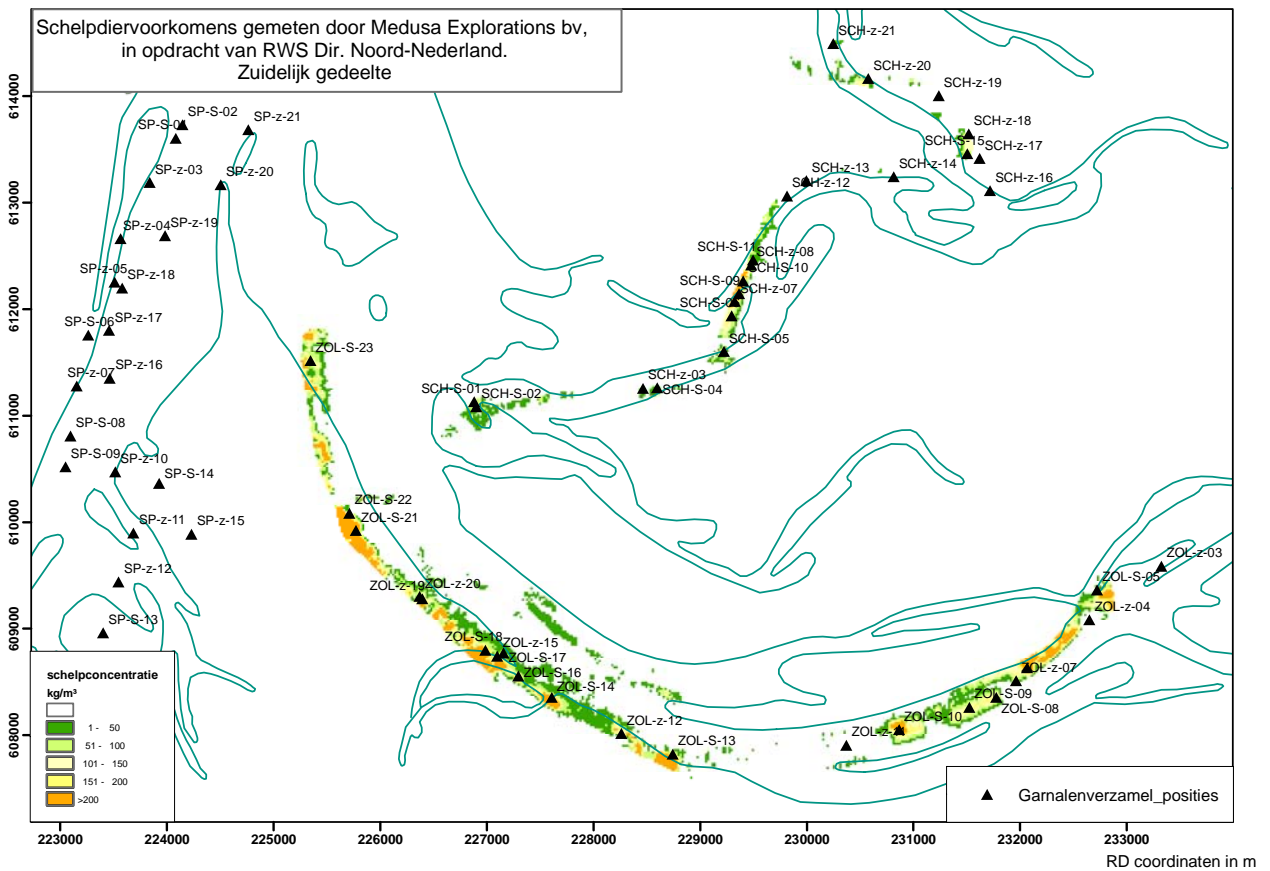 Schelpdiervoorkomens gemeten door Medusa Explorations bv,
in opdracht van RWS Dir. Noord-Nederland.
Zuidelijk gedeelte
614000
613000
612000
611000
610000
609000
608000
SCH-z-21
SCH-z-20
SCH-z-19
SCH-z-18
SCH-S-15
SCH-z-17
SCH-z-16
SCH-z-14
SCH-z-13
SCH-z-12
SCH-S-11
SCH-z-08
SCH-S-10
SCH-S-09
SCH-z-07
SCH-S-05
SCH-z-03
SCH-S-04
SCH-S-01
SCH-S-02
SP-S-02
SP-z-21
SP-z-03
SP-z-20
SP-z-04
SP-z-19
SP-z-05
SP-z-18
SP-S-06
SP-z-17
SP-z-07
SP-z-16
SP-S-08
SP-S-09
SP-z-10
SP-S-14
SP-z-11
SP-z-15
SP-z-12
SP-S-13
ZOL-S-23
ZOL-S-22
ZOL-S-21
ZOL-z-19
ZOL-z-20
ZOL-S-18
ZOL-z-15
ZOL-S-17
ZOL-S-16
ZOL-S-14
ZOL-z-12
ZOL-S-13
ZOL-S-10
ZOL-S-09
ZOL-S-08
ZOL-z-07
ZOL-z-04
ZOL-S-05
ZOL-z-03
schelpconcentratie
kg/m³
1 - 50
51 - 100
101 - 150
151 - 200
>200
Garnalenverzamel_posities
223000 224000 225000 226000 227000 228000 229000 230000 231000 232000 233000
RD coordinaten in m